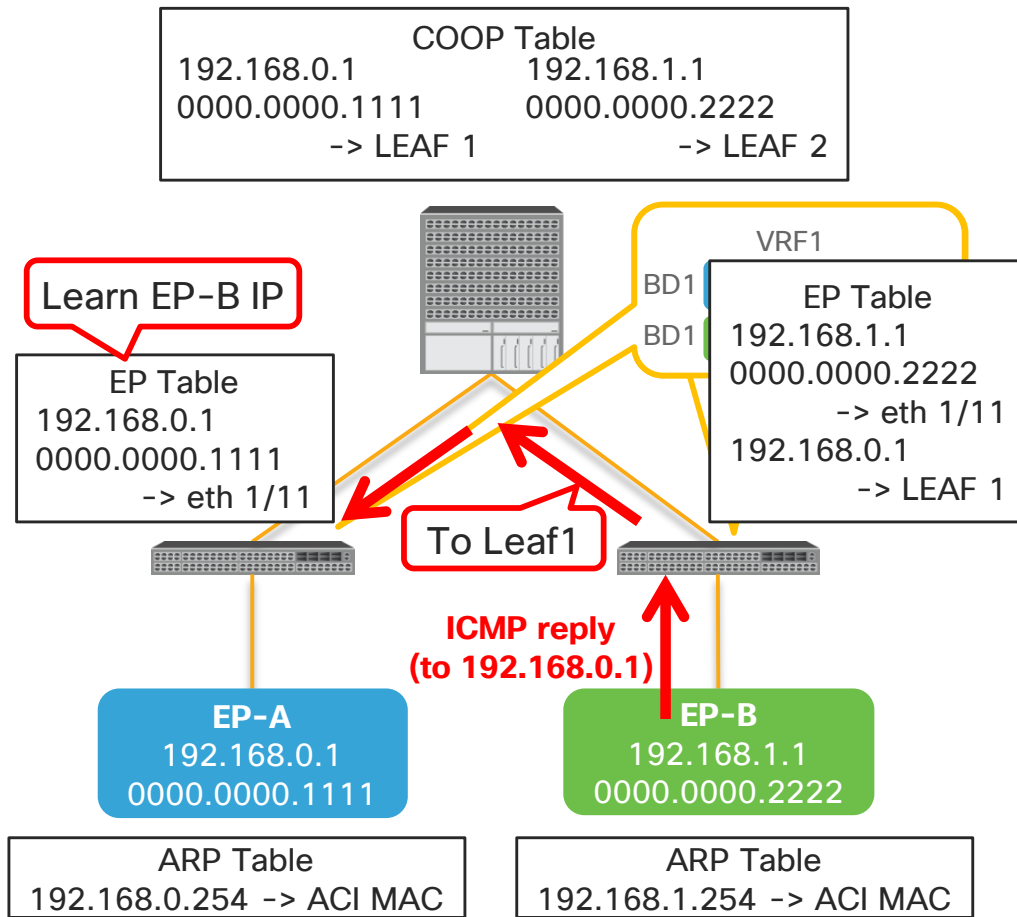 COOP Table
192.168.0.1 192.168.1.1
0000.0000.1111 0000.0000.2222
-> LEAF 1 -> LEAF 2
VRF1
BD1
BD1
Learn EP-B IP
EP Table
192.168.0.1
0000.0000.1111
-> eth 1/11
EP Table
192.168.1.1
0000.0000.2222
-> eth 1/11
192.168.0.1
-> LEAF 1
To Leaf1
ICMP reply
(to 192.168.0.1)
EP-A
192.168.0.1
0000.0000.1111
EP-B
192.168.1.1
0000.0000.2222
ARP Table
192.168.0.254 -> ACI MAC
ARP Table
192.168.1.254 -> ACI MAC